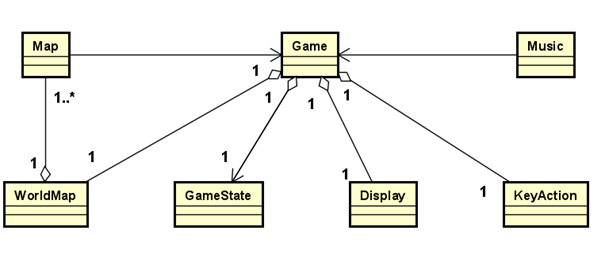 Map
Game
Music
1
1
1
1
1..*
1
1
1
1
1
WorldMap
GameState
Display
KeyAction